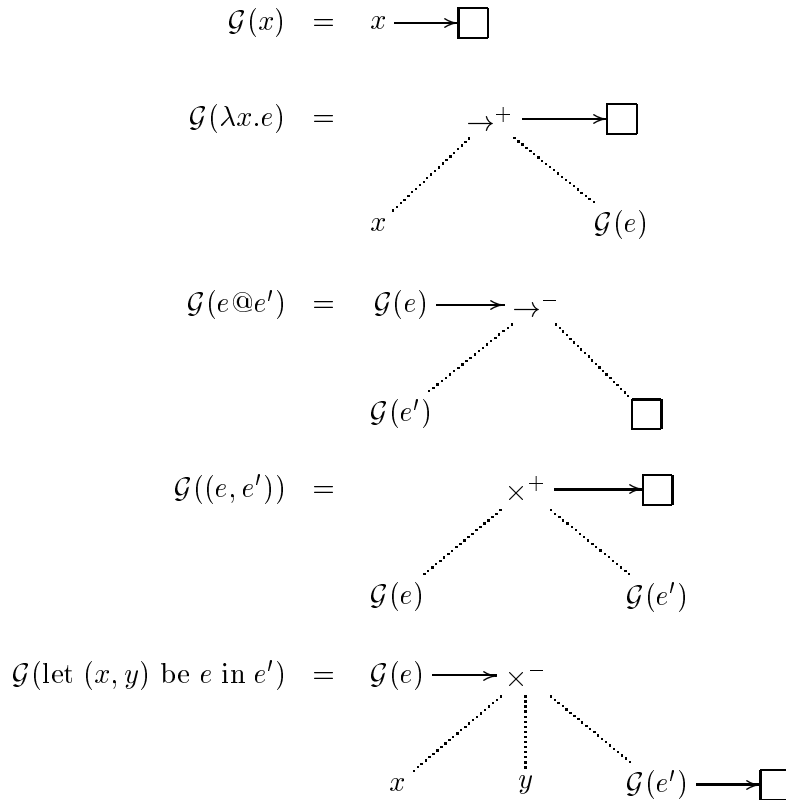 𝒢(x) = x
𝒢(λx.e) = →⁺
x 𝒢(e)
𝒢(e@e′) = 𝒢(e) →⁻
𝒢(e′)
𝒢((e, e′)) = ×⁺
𝒢(e) 𝒢(e′)
𝒢(let (x, y) be e in e′) = 𝒢(e) ×⁻
x y 𝒢(e′)